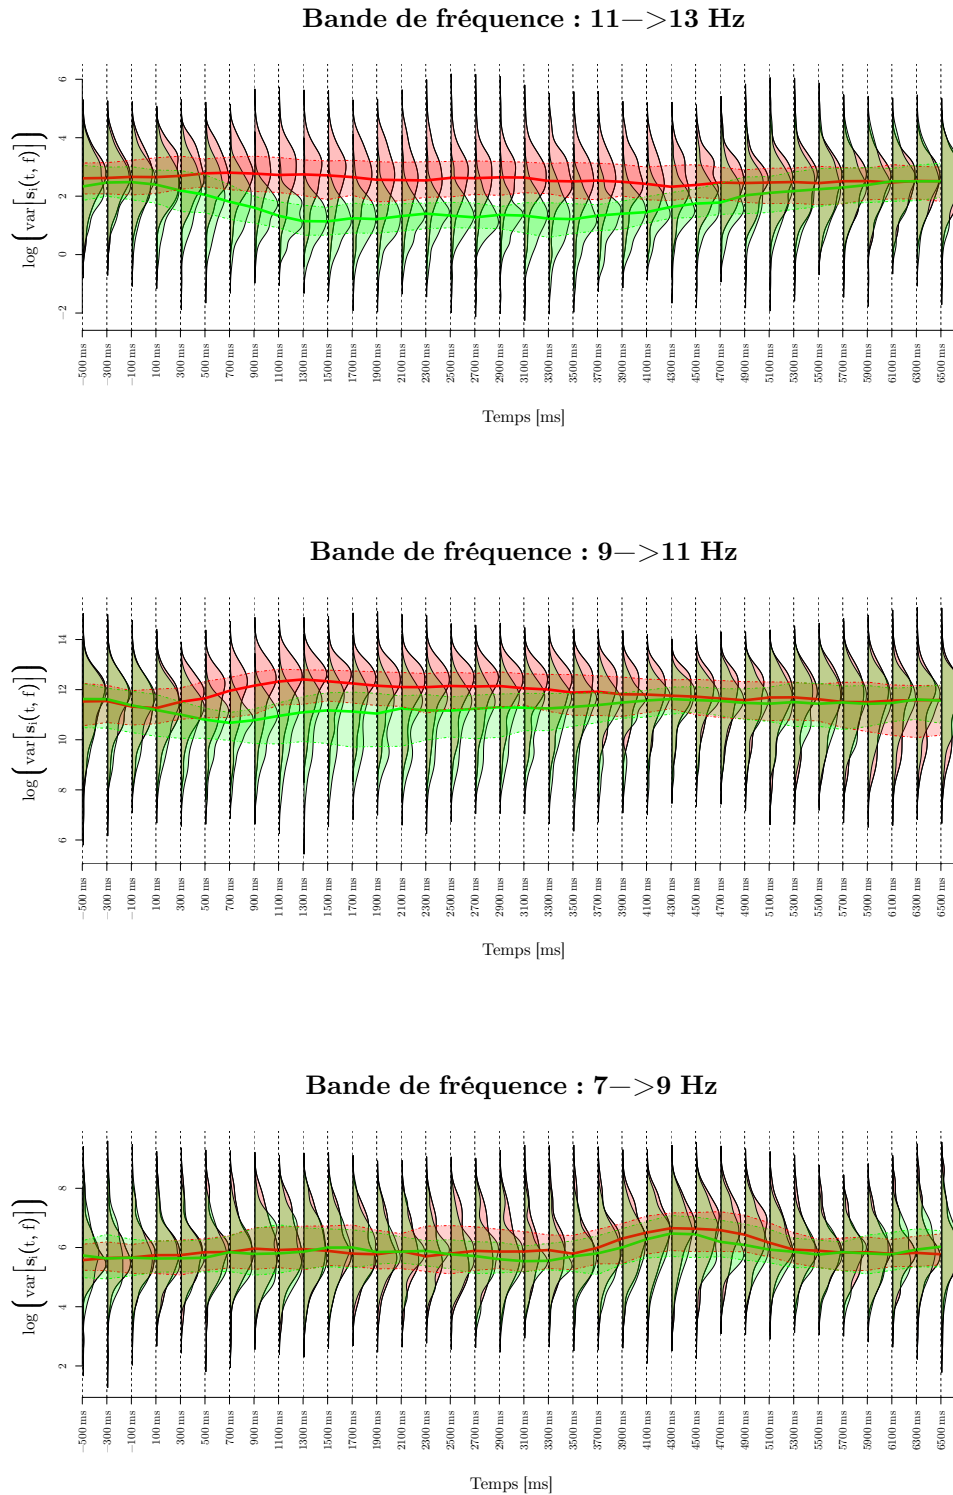 Bande de fréquence : 11−>13 Hz
log ( var[s_i(t, f)] )
6
4
2
0
−2
−500 ms −300 ms −100 ms 100 ms 300 ms 500 ms 700 ms 900 ms 1100 ms 1300 ms 1500 ms 1700 ms 1900 ms 2100 ms 2300 ms 2500 ms 2700 ms 2900 ms 3100 ms 3300 ms 3500 ms 3700 ms 3900 ms 4100 ms 4300 ms 4500 ms 4700 ms 4900 ms 5100 ms 5300 ms 5500 ms 5700 ms 5900 ms 6100 ms 6300 ms 6500 ms
Temps [ms]
Bande de fréquence : 9−>11 Hz
log ( var[s_i(t, f)] )
14
12
10
8
6
−500 ms −300 ms −100 ms 100 ms 300 ms 500 ms 700 ms 900 ms 1100 ms 1300 ms 1500 ms 1700 ms 1900 ms 2100 ms 2300 ms 2500 ms 2700 ms 2900 ms 3100 ms 3300 ms 3500 ms 3700 ms 3900 ms 4100 ms 4300 ms 4500 ms 4700 ms 4900 ms 5100 ms 5300 ms 5500 ms 5700 ms 5900 ms 6100 ms 6300 ms 6500 ms
Temps [ms]
Bande de fréquence : 7−>9 Hz
log ( var[s_i(t, f)] )
8
6
4
2
−500 ms −300 ms −100 ms 100 ms 300 ms 500 ms 700 ms 900 ms 1100 ms 1300 ms 1500 ms 1700 ms 1900 ms 2100 ms 2300 ms 2500 ms 2700 ms 2900 ms 3100 ms 3300 ms 3500 ms 3700 ms 3900 ms 4100 ms 4300 ms 4500 ms 4700 ms 4900 ms 5100 ms 5300 ms 5500 ms 5700 ms 5900 ms 6100 ms 6300 ms 6500 ms
Temps [ms]